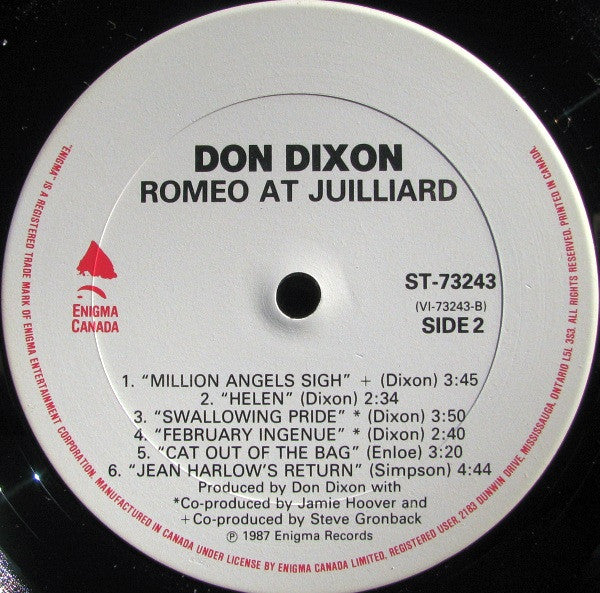 DON DIXON
ROMEO AT JUILLIARD
ENIGMA
CANADA
ST-73243
(VI-73243-B)
SIDE 2
1. "MILLION ANGELS SIGH" + (Dixon) 3:45
2. "HELEN" (Dixon) 2:34
3. "SWALLOWING PRIDE" * (Dixon) 3:50
4. "FEBRUARY INGENUE" * (Dixon) 2:40
5. "CAT OUT OF THE BAG" (Enloe) 3:20
6. "JEAN HARLOW'S RETURN" (Simpson) 4:44
Produced by Don Dixon with
*Co-produced by Jamie Hoover and
+ Co-produced by Steve Gronback
℗ 1987 Enigma Records
"ENIGMA" IS A REGISTERED TRADE MARK OF ENIGMA ENTERTAINMENT CORPORATION. MANUFACTURED IN CANADA UNDER LICENSE BY ENIGMA CANADA LIMITED, REGISTERED USER, 2183 DUNWIN DRIVE, MISSISSAUGA, ONTARIO L5L 3S3. ALL RIGHTS RESERVED. PRINTED IN CANADA.